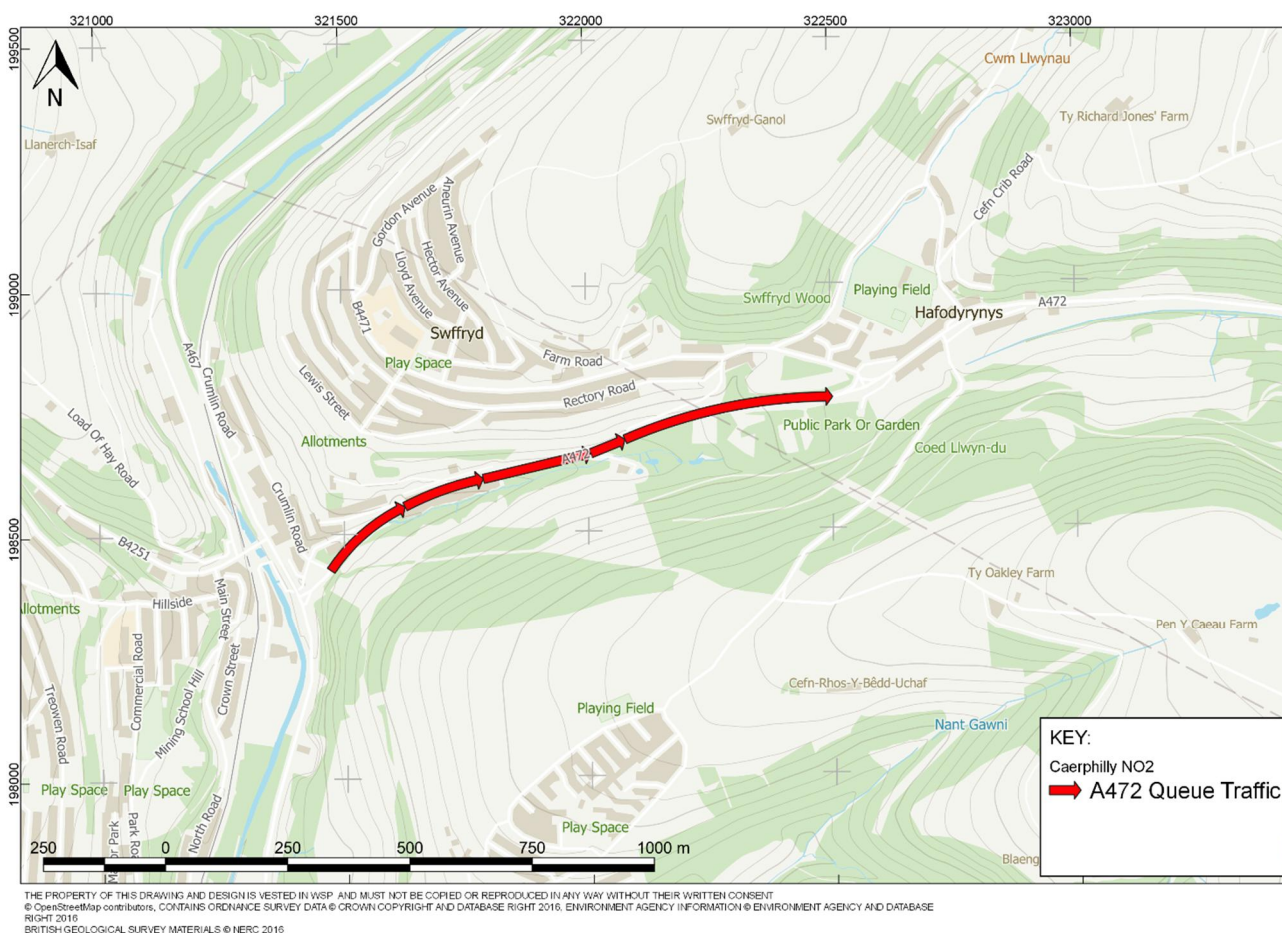 321000
321500
322000
322500
323000
199500
199000
198500
198000
N
Llanerch-Isaf
Swffryd-Ganol
Cwm Llwynau
Ty Richard Jones' Farm
Cefn Crib Road
Gordon Avenue
Aneurin Avenue
Hector Avenue
Lloyd Avenue
B4471
Swffryd
Play Space
Lewis Street
Farm Road
Rectory Road
Allotments
Swffryd Wood
Playing Field
Hafodyrynys
A472
A467
Crumlin Road
Load Of Hay Road
Crumlin Road
A472
Public Park Or Garden
Coed Llwyn-du
B4251
Hillside
Allotments
Main Street
Crown Street
Commercial Road
Mining School Hill
Treowen Road
North Road
Play Space
Play Space
Park
Ty Oakley Farm
Pen Y Caeau Farm
Cefn-Rhos-Y-Bêdd-Uchaf
Nant Gawni
Playing Field
Play Space
Blaeng
KEY:
Caerphilly NO2
A472 Queue Traffic
250 0 250 500 750 1000 m
THE PROPERTY OF THIS DRAWING AND DESIGN IS VESTED IN WSP AND MUST NOT BE COPIED OR REPRODUCED IN ANY WAY WITHOUT THEIR WRITTEN CONSENT
© OpenStreetMap contributors, CONTAINS ORDNANCE SURVEY DATA © CROWN COPYRIGHT AND DATABASE RIGHT 2016, ENVIRONMENT AGENCY INFORMATION © ENVIRONMENT AGENCY AND DATABASE
RIGHT 2016
BRITISH GEOLOGICAL SURVEY MATERIALS © NERC 2016